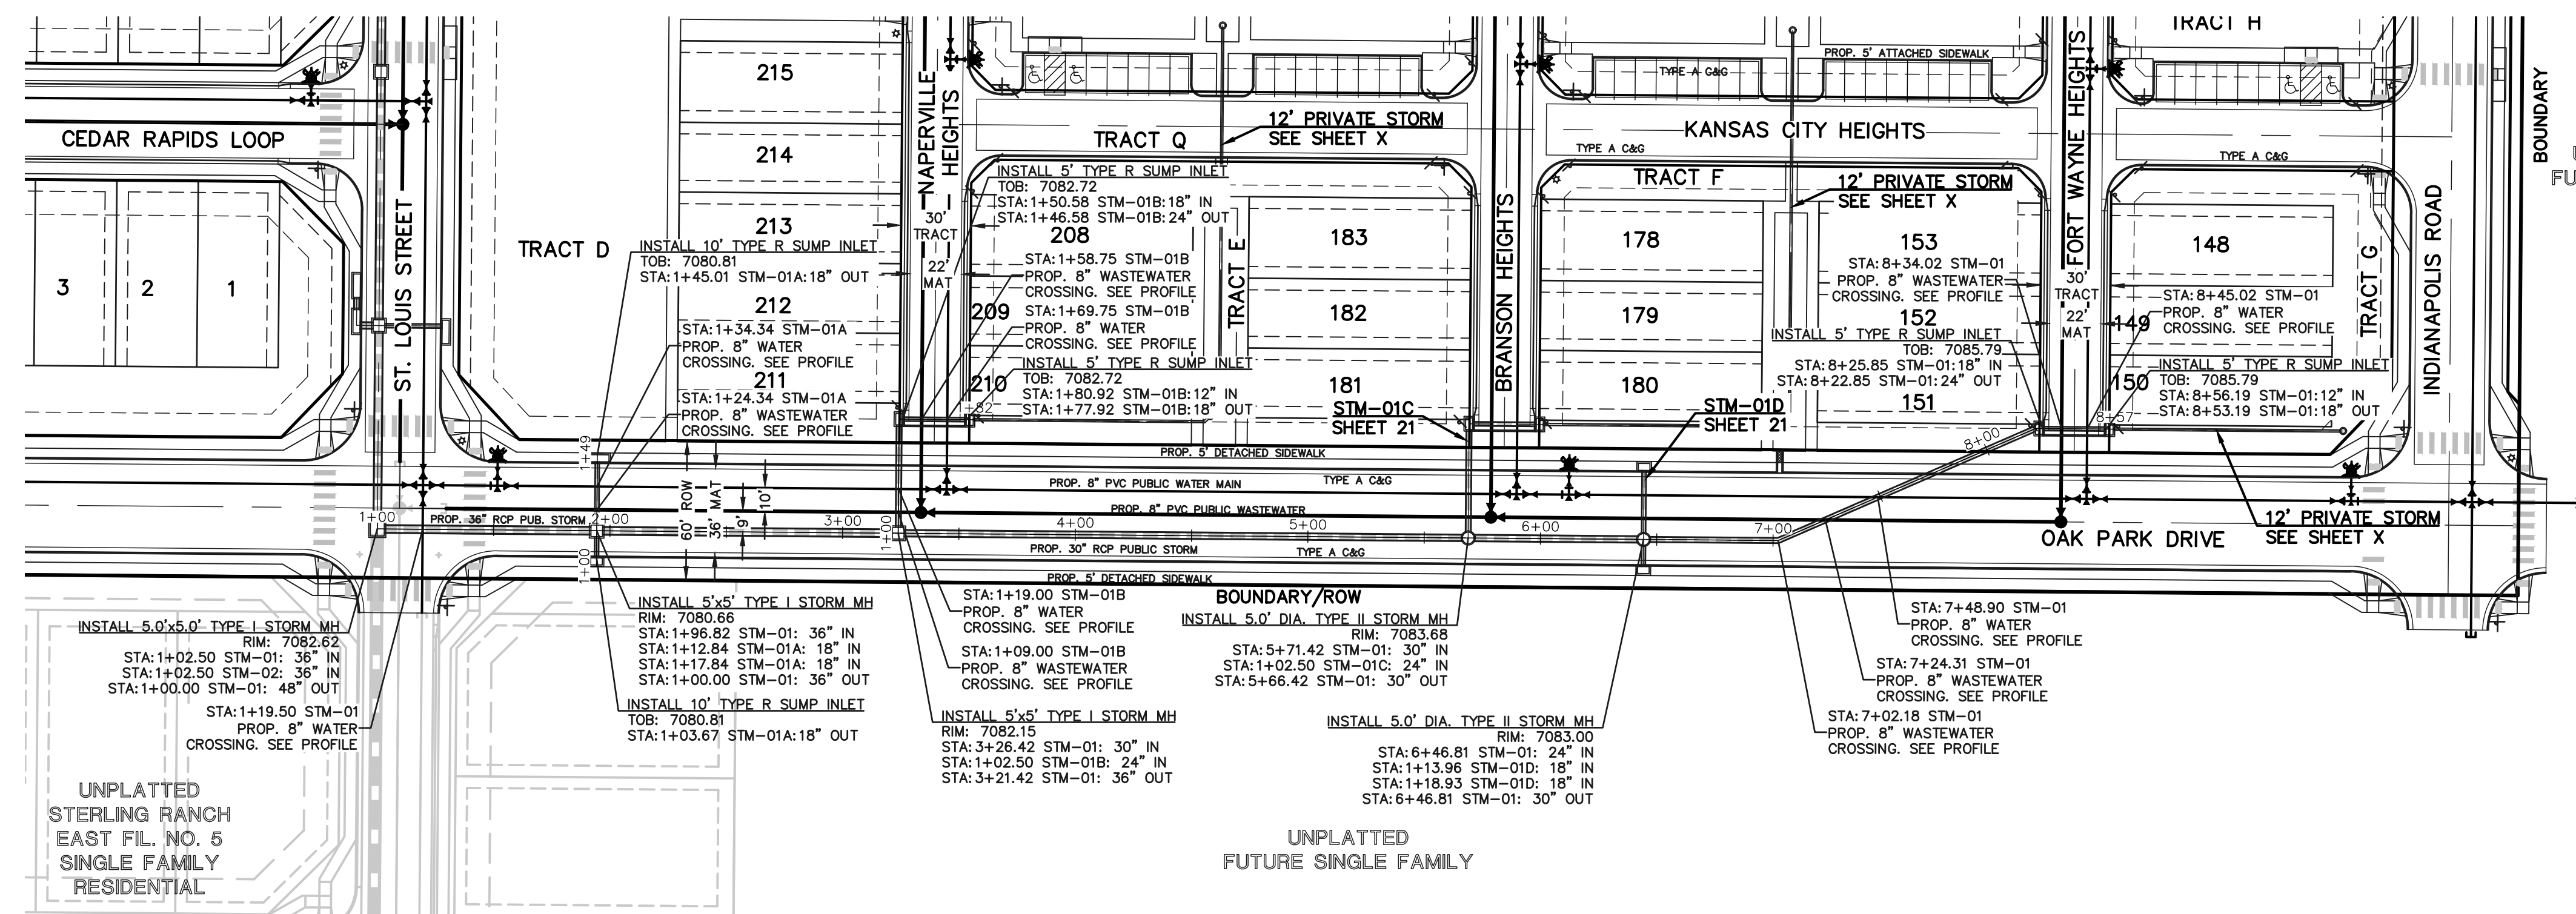 TRACT H
215
214
213
212
211
NAPERVILLE
HEIGHTS
PROP. 5' ATTACHED SIDEWALK
TYPE A C&G
FORT WAYNE HEIGHTS
BOUNDARY
CEDAR RAPIDS LOOP
TRACT Q
12' PRIVATE STORM
SEE SHEET X
KANSAS CITY HEIGHTS
TYPE A C&G
TYPE A C&G
ST. LOUIS STREET
TRACT D
3
2
1
INSTALL 5' TYPE R SUMP INLET
TOB: 7082.72
STA:1+50.58 STM-01B:18" IN
STA:1+46.58 STM-01B:24" OUT
TRACT F
12' PRIVATE STORM
SEE SHEET X
30'
TRACT
22'
MAT
208
209
210
TRACT E
183
182
181
BRANSON HEIGHTS
178
179
180
153
152
151
148
149
150
TRACT G
INDIANAPOLIS ROAD
INSTALL 10' TYPE R SUMP INLET
TOB: 7080.81
STA:1+45.01 STM-01A:18" OUT
STA:1+34.34 STM-01A
PROP. 8" WATER
CROSSING. SEE PROFILE
STA:1+24.34 STM-01A
PROP. 8" WASTEWATER
CROSSING. SEE PROFILE
STA:1+58.75 STM-01B
PROP. 8" WASTEWATER
CROSSING. SEE PROFILE
STA:1+69.75 STM-01B
PROP. 8" WATER
CROSSING. SEE PROFILE
INSTALL 5' TYPE R SUMP INLET
TOB: 7082.72
STA:1+80.92 STM-01B:12" IN
STA:1+77.92 STM-01B:18" OUT
STM-01C
SHEET 21
STM-01D
SHEET 21
STA:8+34.02 STM-01
PROP. 8" WASTEWATER
CROSSING. SEE PROFILE
INSTALL 5' TYPE R SUMP INLET
TOB: 7085.79
STA:8+25.85 STM-01:18" IN
STA:8+22.85 STM-01:24" OUT
30'
TRACT
22'
MAT
STA:8+45.02 STM-01
PROP. 8" WATER
CROSSING. SEE PROFILE
INSTALL 5' TYPE R SUMP INLET
TOB: 7085.79
STA:8+56.19 STM-01:12" IN
STA:8+53.19 STM-01:18" OUT
8+57
8+00
1+49
PROP. 5' DETACHED SIDEWALK
60' ROW
36' MAT
9'
10'
PROP. 8" PVC PUBLIC WATER MAIN
TYPE A C&G
1+00
PROP. 36" RCP PUB. STORM
2+00
3+00
1+00
4+00
PROP. 8" PVC PUBLIC WASTEWATER
5+00
6+00
7+00
1+00
PROP. 30" RCP PUBLIC STORM
TYPE A C&G
OAK PARK DRIVE
12' PRIVATE STORM
SEE SHEET X
PROP. 5' DETACHED SIDEWALK
BOUNDARY/ROW
INSTALL 5.0'x5.0' TYPE I STORM MH
RIM: 7082.62
STA:1+02.50 STM-01: 36" IN
STA:1+02.50 STM-02: 36" IN
STA:1+00.00 STM-01: 48" OUT
STA:1+19.50 STM-01
PROP. 8" WATER
CROSSING. SEE PROFILE
INSTALL 5'x5' TYPE I STORM MH
RIM: 7080.66
STA:1+96.82 STM-01: 36" IN
STA:1+12.84 STM-01A: 18" IN
STA:1+17.84 STM-01A: 18" IN
STA:1+00.00 STM-01: 36" OUT
INSTALL 10' TYPE R SUMP INLET
TOB: 7080.81
STA:1+03.67 STM-01A:18" OUT
STA:1+19.00 STM-01B
PROP. 8" WATER
CROSSING. SEE PROFILE
STA:1+09.00 STM-01B
PROP. 8" WASTEWATER
CROSSING. SEE PROFILE
INSTALL 5'x5' TYPE I STORM MH
RIM: 7082.15
STA:3+26.42 STM-01: 30" IN
STA:1+02.50 STM-01B: 24" IN
STA:3+21.42 STM-01: 36" OUT
INSTALL 5.0' DIA. TYPE II STORM MH
RIM: 7083.68
STA:5+71.42 STM-01: 30" IN
STA:1+02.50 STM-01C: 24" IN
STA:5+66.42 STM-01: 30" OUT
INSTALL 5.0' DIA. TYPE II STORM MH
RIM: 7083.00
STA:6+46.81 STM-01: 24" IN
STA:1+13.96 STM-01D: 18" IN
STA:1+18.93 STM-01D: 18" IN
STA:6+46.81 STM-01: 30" OUT
STA:7+48.90 STM-01
PROP. 8" WATER
CROSSING. SEE PROFILE
STA:7+24.31 STM-01
PROP. 8" WASTEWATER
CROSSING. SEE PROFILE
STA:7+02.18 STM-01
PROP. 8" WASTEWATER
CROSSING. SEE PROFILE
UNPLATTED
STERLING RANCH
EAST FIL. NO. 5
SINGLE FAMILY
RESIDENTIAL
UNPLATTED
FUTURE SINGLE FAMILY